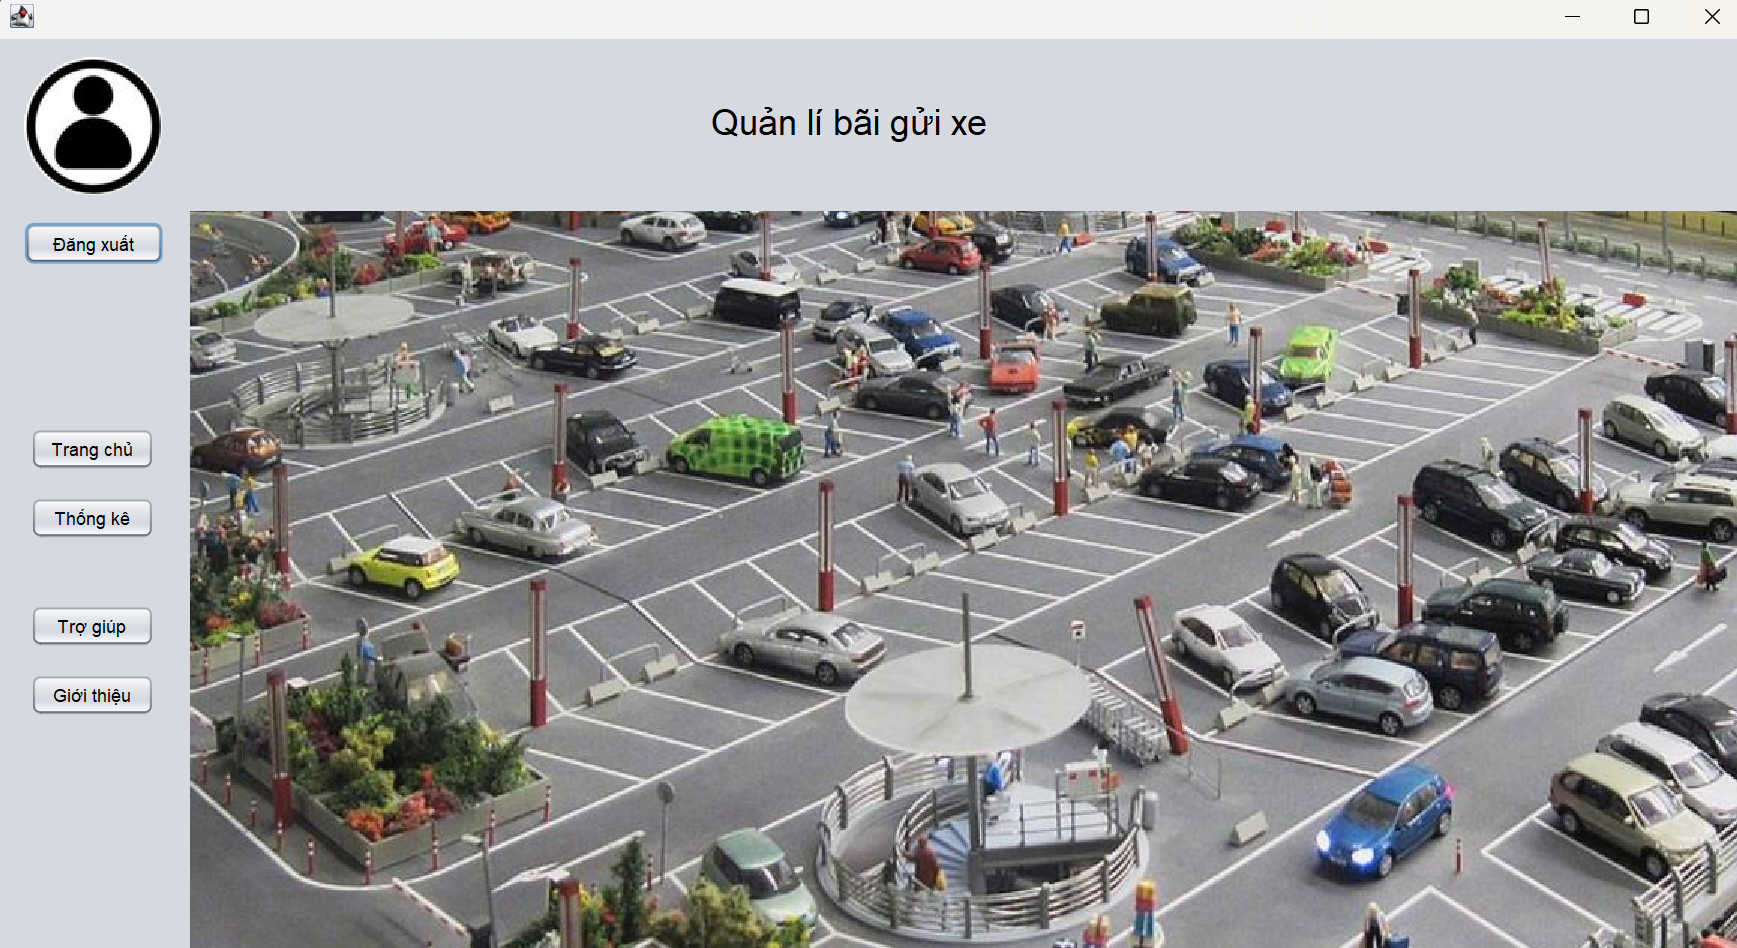 Quản lí bãi gửi xe
Đăng xuất
Trang chủ
Thống kê
Trợ giúp
Giới thiệu